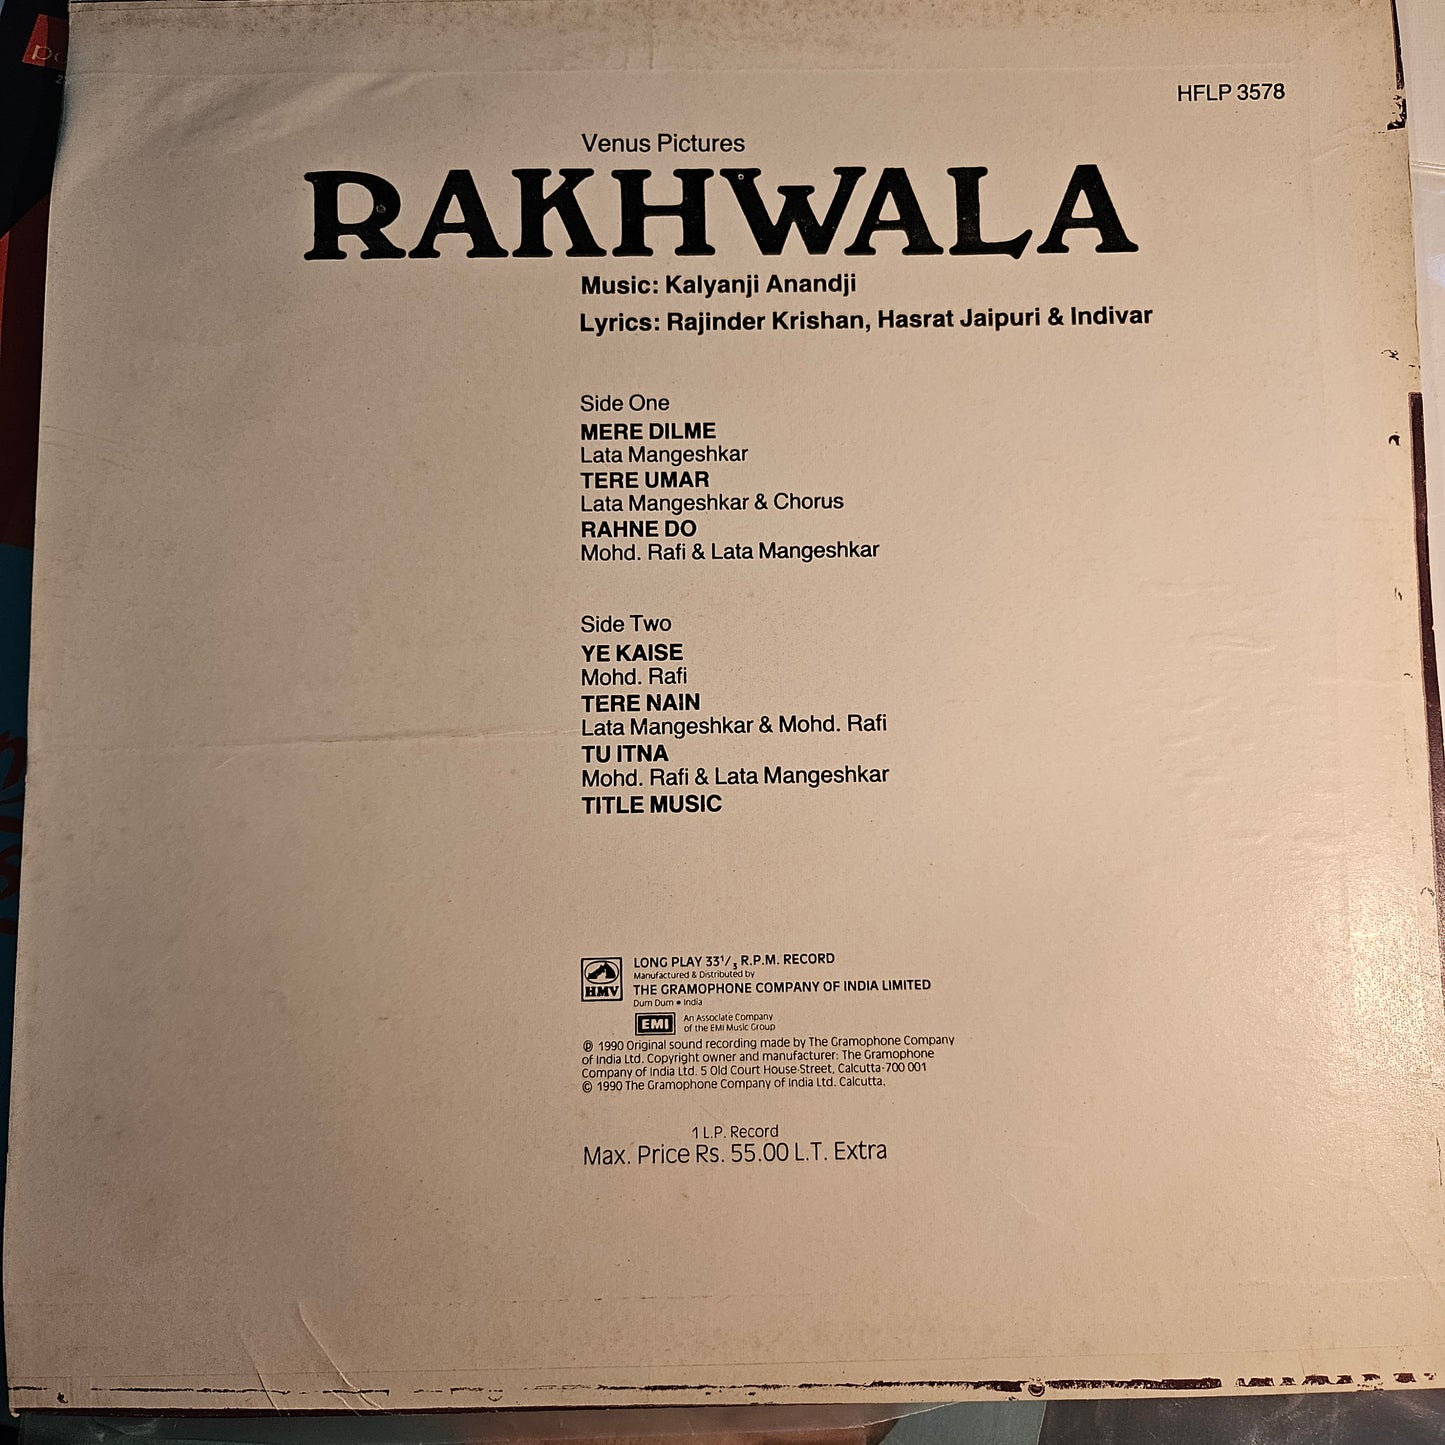 HFLP 3578
Venus Pictures
RAKHWALA
Music: Kalyanji Anandji
Lyrics: Rajinder Krishan, Hasrat Jaipuri & Indivar
Side One
MERE DILME
Lata Mangeshkar
TERE UMAR
Lata Mangeshkar & Chorus
RAHNE DO
Mohd. Rafi & Lata Mangeshkar
Side Two
YE KAISE
Mohd. Rafi
TERE NAIN
Lata Mangeshkar & Mohd. Rafi
TU ITNA
Mohd. Rafi & Lata Mangeshkar
TITLE MUSIC
HMV
LONG PLAY 33 1/3 R.P.M. RECORD
Manufactured & Distributed by
THE GRAMOPHONE COMPANY OF INDIA LIMITED
Dum Dum • India
EMI
An Associate Company
of the EMI Music Group
℗ 1990 Original sound recording made by The Gramophone Company
of India Ltd. Copyright owner and manufacturer: The Gramophone
Company of India Ltd. 5 Old Court House Street, Calcutta-700 001
© 1990 The Gramophone Company of India Ltd. Calcutta.
1 L.P. Record
Max. Price Rs. 55.00 L.T. Extra